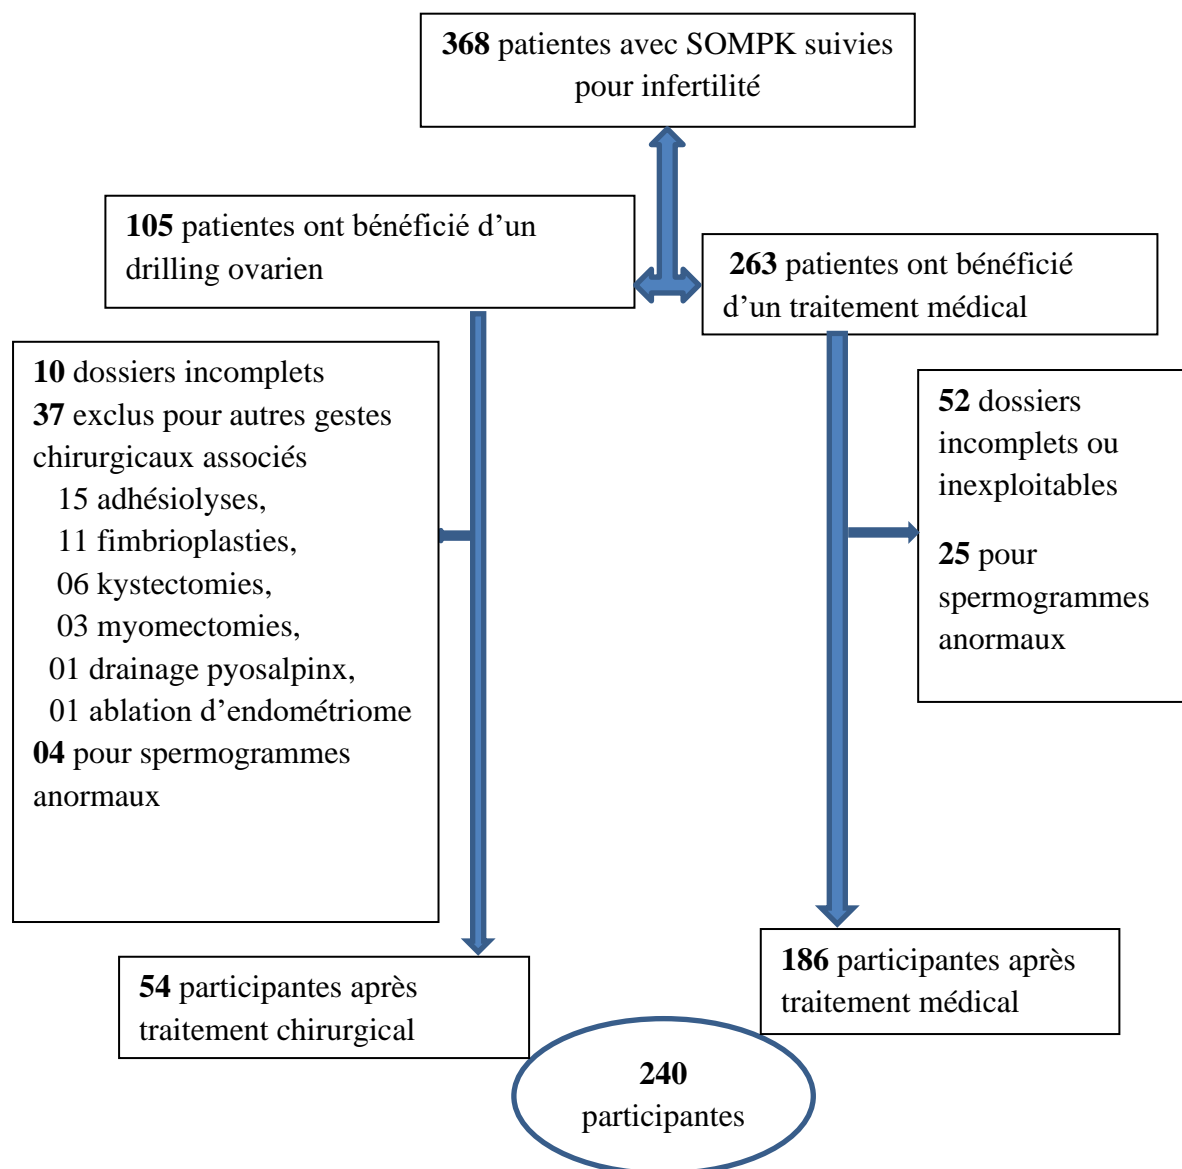 368 patientes avec SOMPK suivies
pour infertilité
105 patientes ont bénéficié d’un
drilling ovarien
263 patientes ont bénéficié
d’un traitement médical
10 dossiers incomplets
37 exclus pour autres gestes
chirurgicaux associés
15 adhésiolyses,
11 fimbrioplasties,
06 kystectomies,
03 myomectomies,
01 drainage pyosalpinx,
01 ablation d’endométriome
04 pour spermogrammes
anormaux
52 dossiers
incomplets ou
inexploitables
25 pour
spermogrammes
anormaux
54 participantes après
traitement chirurgical
186 participantes après
traitement médical
240
participantes